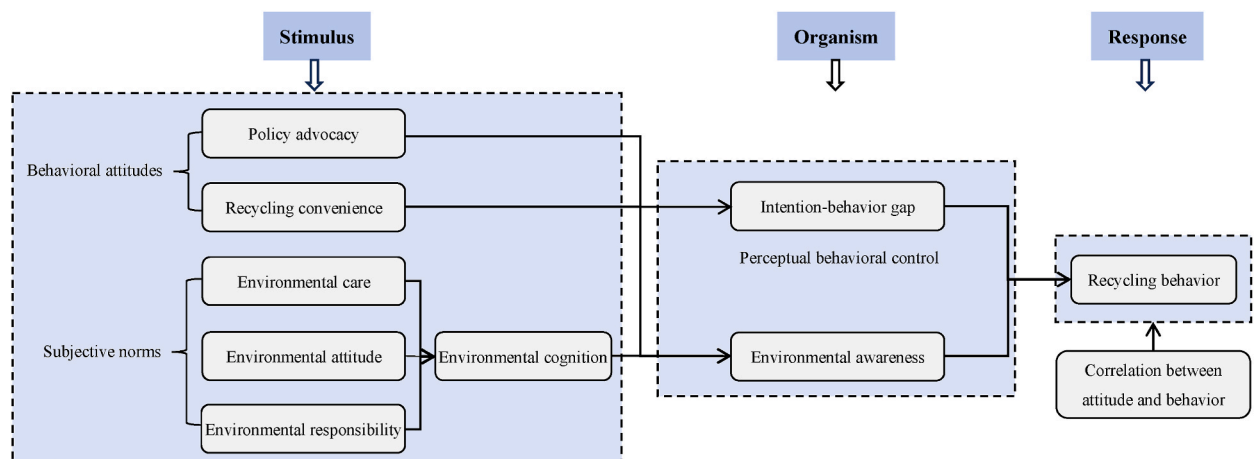 Stimulus
Organism
Response
Policy advocacy
Behavioral attitudes
Recycling convenience
Environmental care
Subjective norms
Environmental attitude
Environmental responsibility
Environmental cognition
Intention-behavior gap
Perceptual behavioral control
Environmental awareness
Recycling behavior
Correlation between
attitude and behavior